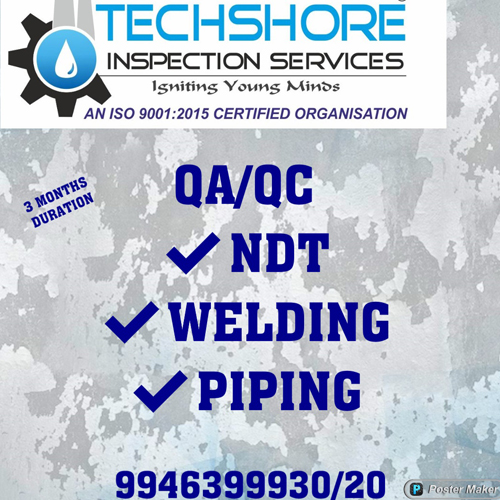 TECHSHORE
INSPECTION SERVICES
Igniting Young Minds
AN ISO 9001:2015 CERTIFIED ORGANISATION
3 MONTHS
DURATION
QA/QC
NDT
WELDING
PIPING
9946399930/20
Poster Maker